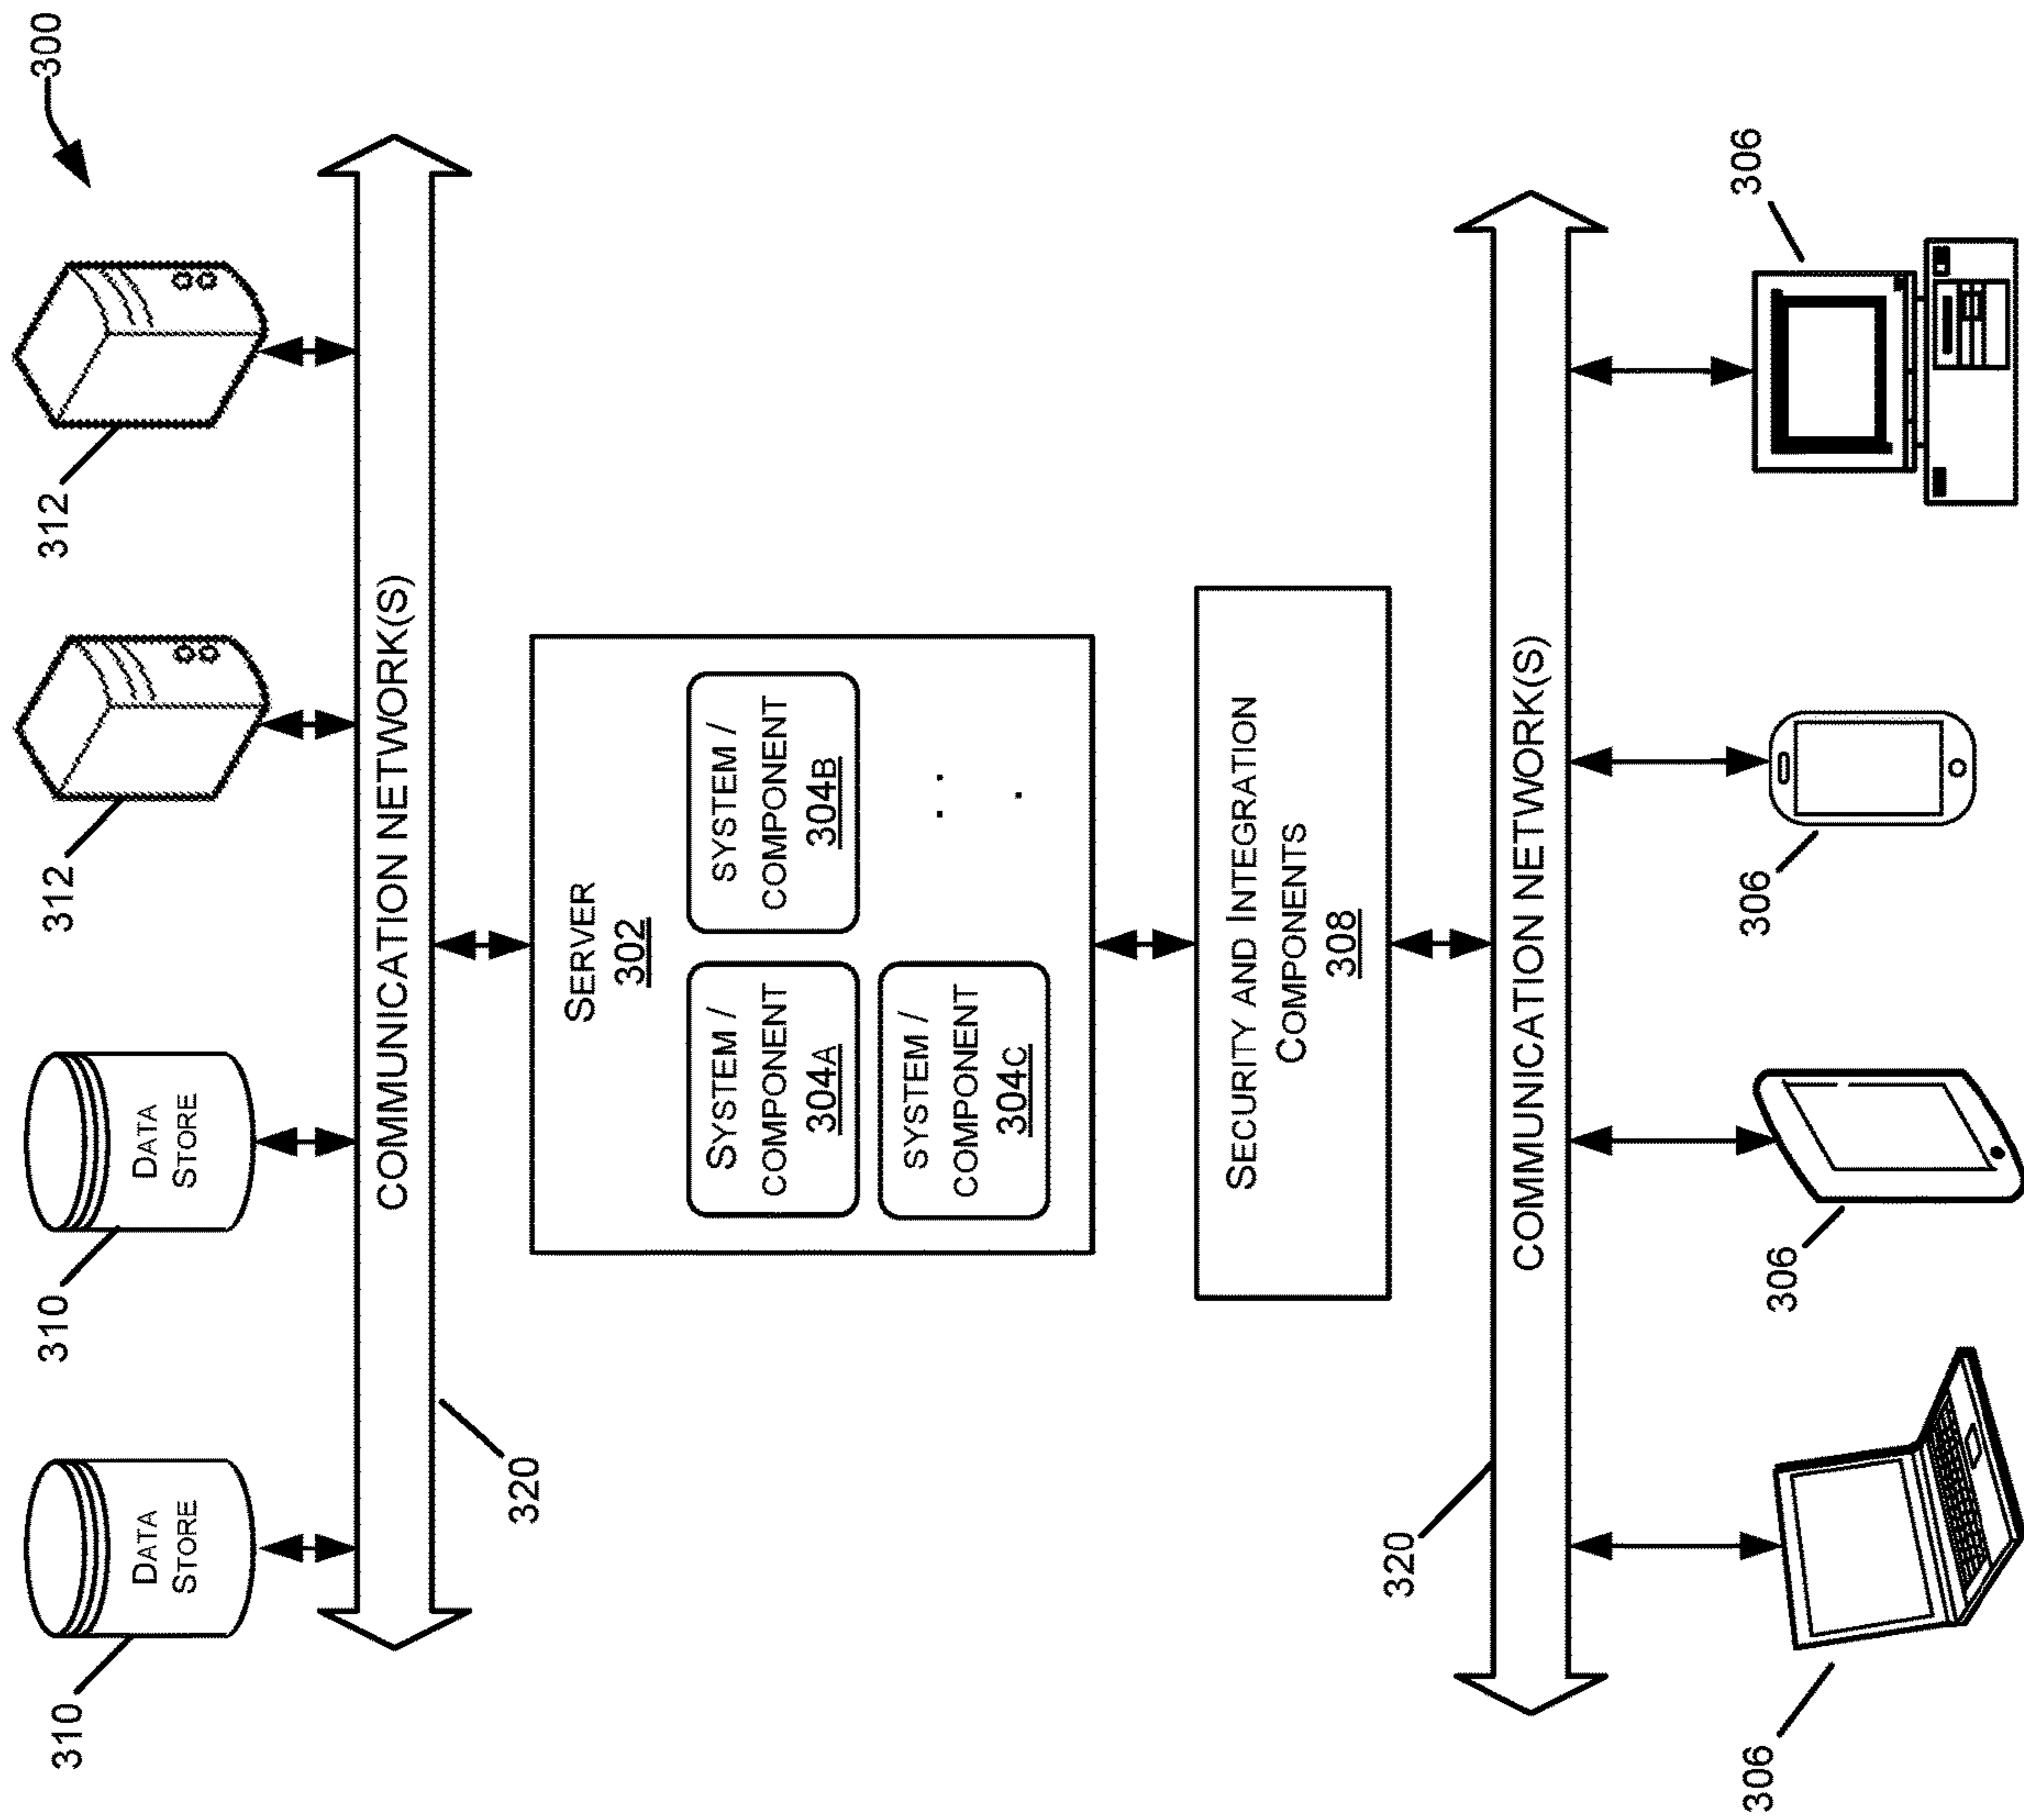 300
310
310
312
312
DATA
STORE
DATA
STORE
COMMUNICATION NETWORK(S)
320
SERVER
302
SYSTEM /
COMPONENT
304A
SYSTEM /
COMPONENT
304B
SYSTEM /
COMPONENT
304C
. . .
SECURITY AND INTEGRATION
COMPONENTS
308
320
COMMUNICATION NETWORK(S)
306
306
306
306